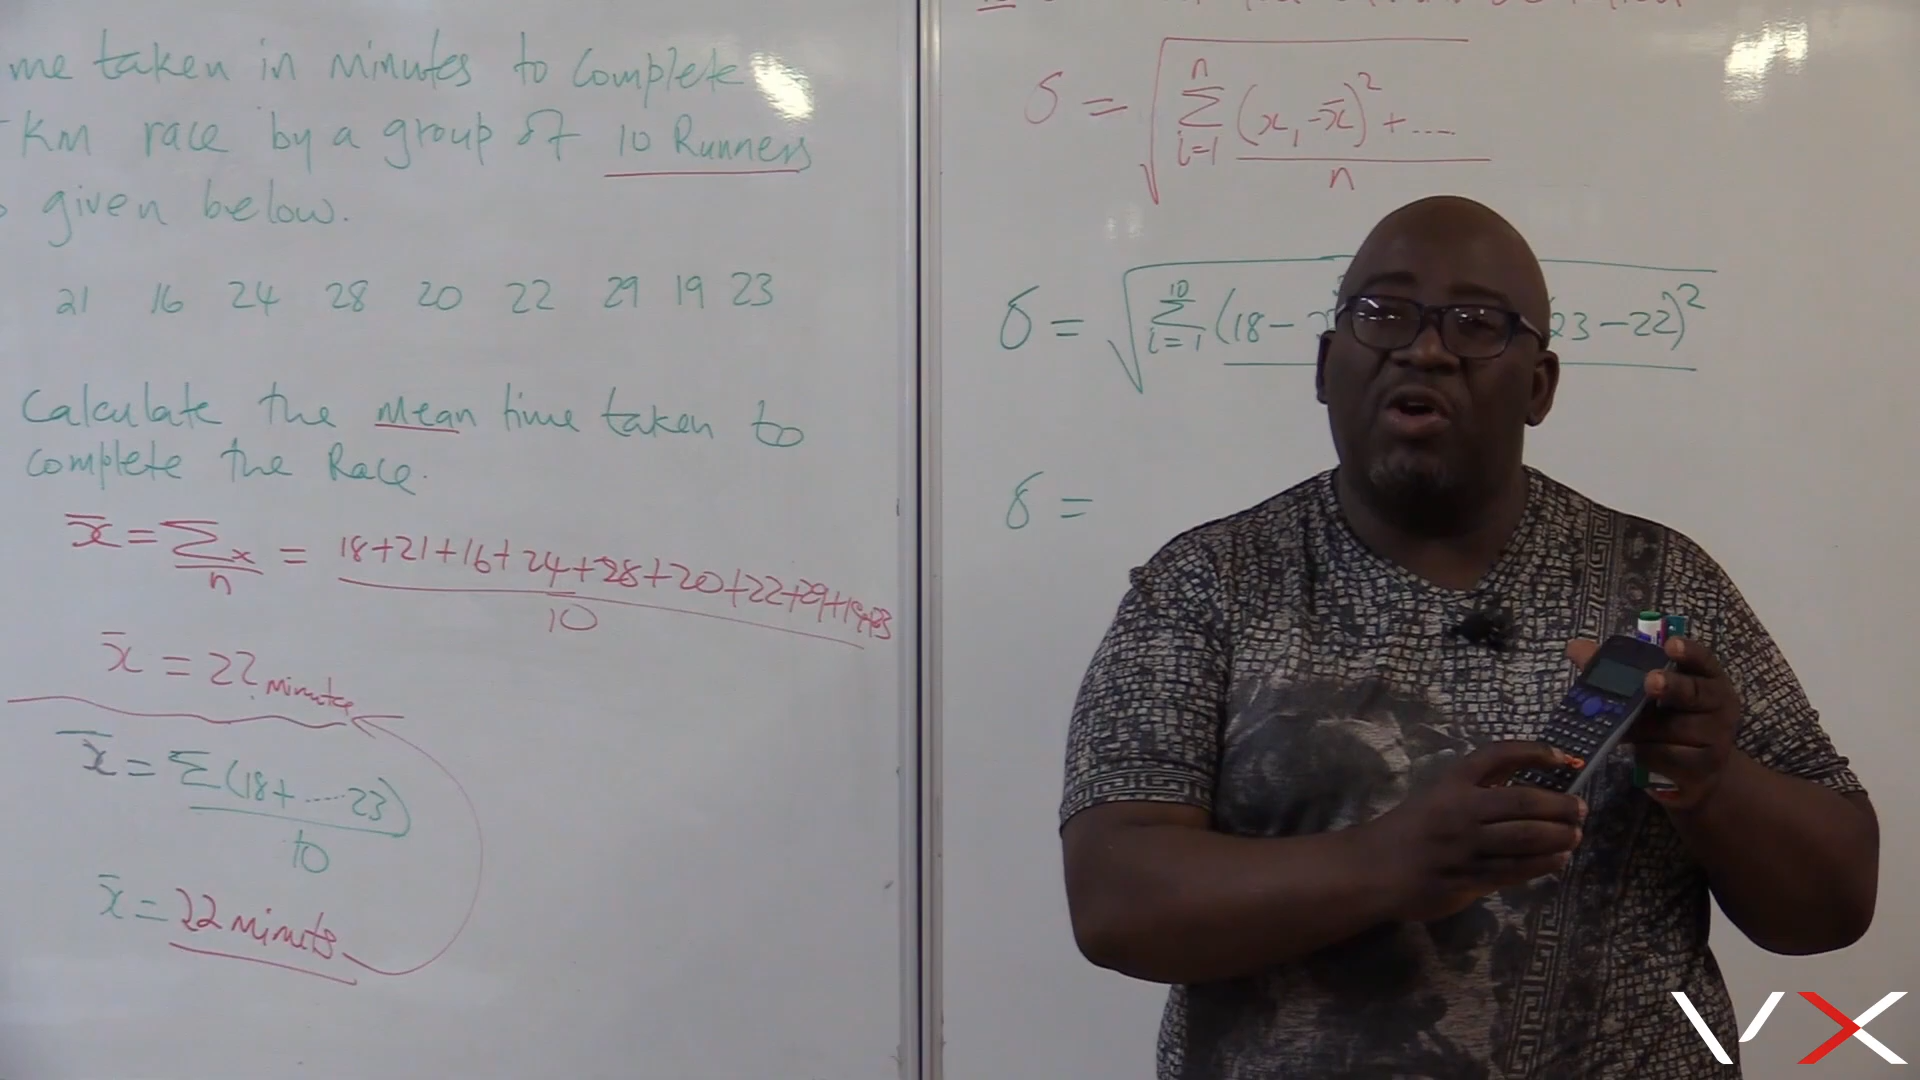 me taken in minutes to complete
KM race by a group of 10 Runners
given below.
21 16 24 28 20 22 29 19 23
Calculate the mean time taken to
complete the Race.
x̄ = Σx/n = 18+21+16+24+28+20+22+29+19+23/10
x̄ = 22 minutes
x̄ = Σ(18+.....23)/10
x̄ = 22 minuts
σ = √(Σ (x₁-x̄)²+..../n)
n
i=1
σ = √Σ (18- 23-22)²
10
i=1
σ =
VX